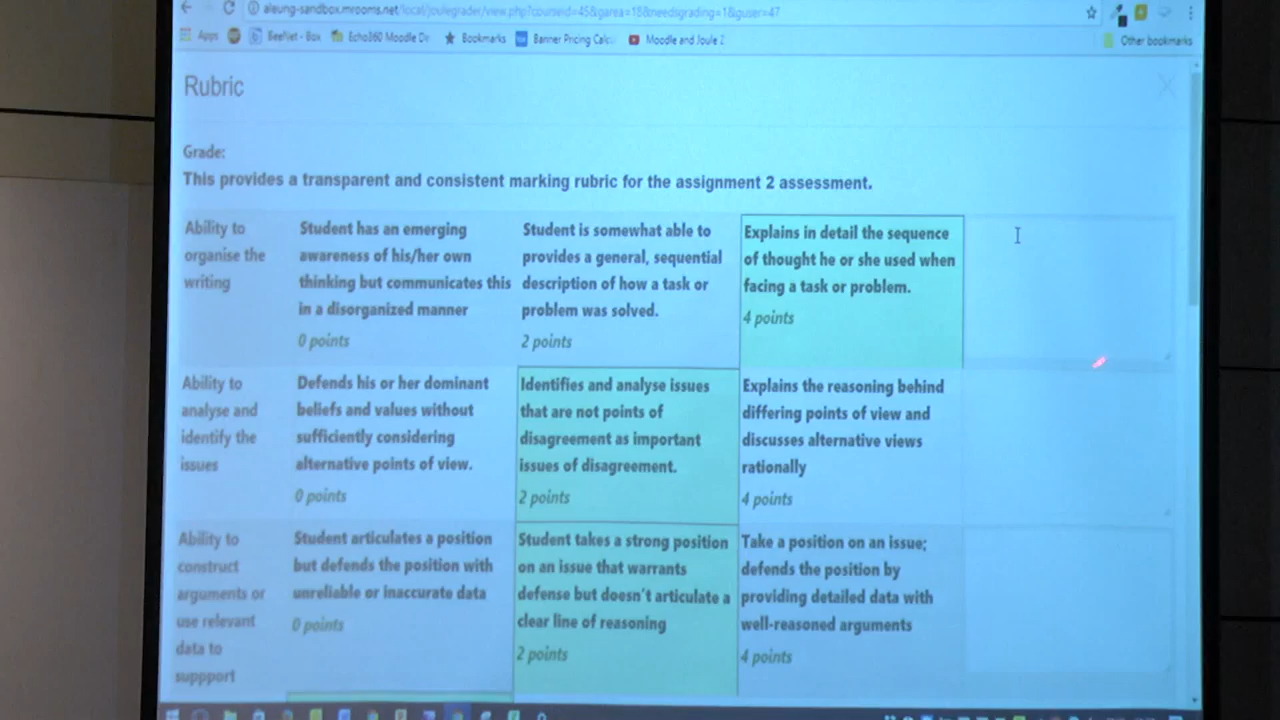 aleung-sandbox.mrooms.net/local/joulegrader/view.php?courseid=45&garea=18&needsgrading=1&guser=47
Apps
BeeNet - Box
Echo360 Moodle Dr
Bookmarks
Banner Pricing Calc
Moodle and Joule 2
Other bookmarks
Rubric
Grade:
This provides a transparent and consistent marking rubric for the assignment 2 assessment.
Ability to
organise the
writing
Student has an emerging
awareness of his/her own
thinking but communicates this
in a disorganized manner
0 points
Student is somewhat able to
provides a general, sequential
description of how a task or
problem was solved.
2 points
Explains in detail the sequence
of thought he or she used when
facing a task or problem.
4 points
Ability to
analyse and
identify the
issues
Defends his or her dominant
beliefs and values without
sufficiently considering
alternative points of view.
0 points
Identifies and analyse issues
that are not points of
disagreement as important
issues of disagreement.
2 points
Explains the reasoning behind
differing points of view and
discusses alternative views
rationally
4 points
Ability to
construct
arguments or
use relevant
data to
suppport
Student articulates a position
but defends the position with
unreliable or inaccurate data
0 points
Student takes a strong position
on an issue that warrants
defense but doesn't articulate a
clear line of reasoning
2 points
Take a position on an issue;
defends the position by
providing detailed data with
well-reasoned arguments
4 points